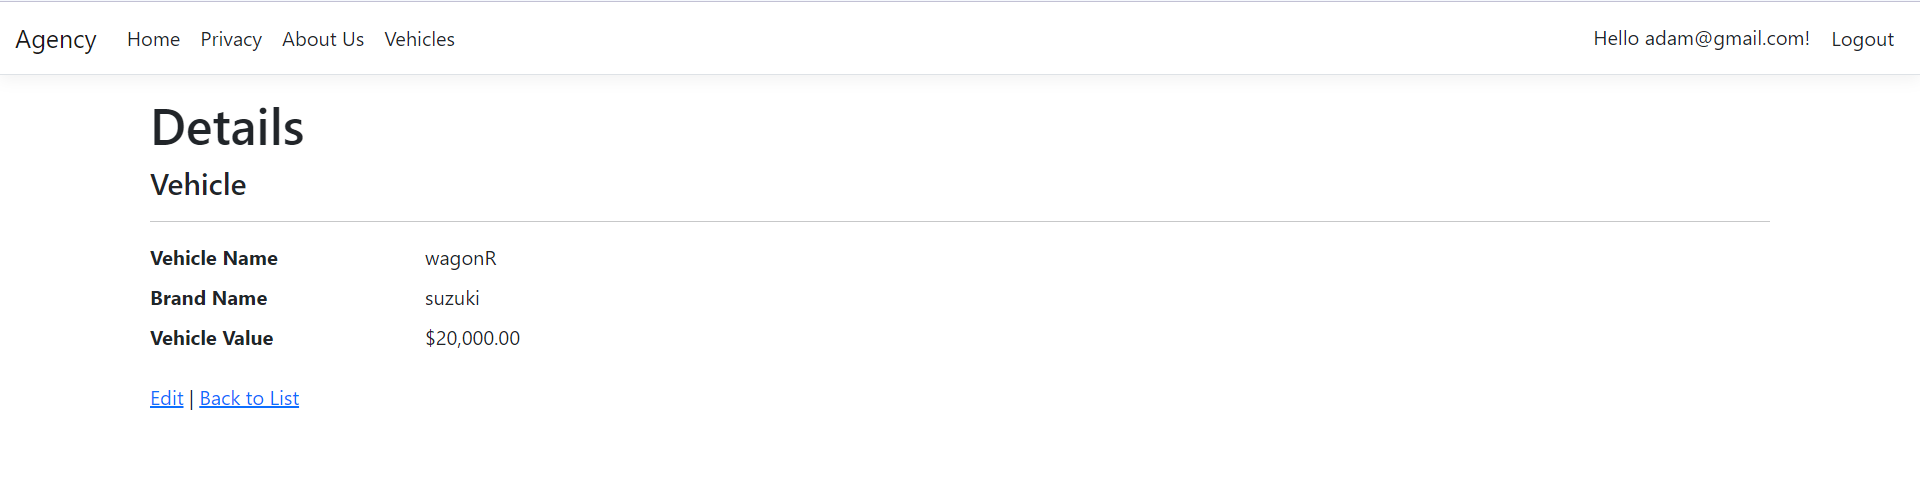 Agency Home Privacy About Us Vehicles Hello adam@gmail.com! Logout
Details
Vehicle
Vehicle Name wagonR
Brand Name suzuki
Vehicle Value $20,000.00
Edit | Back to List